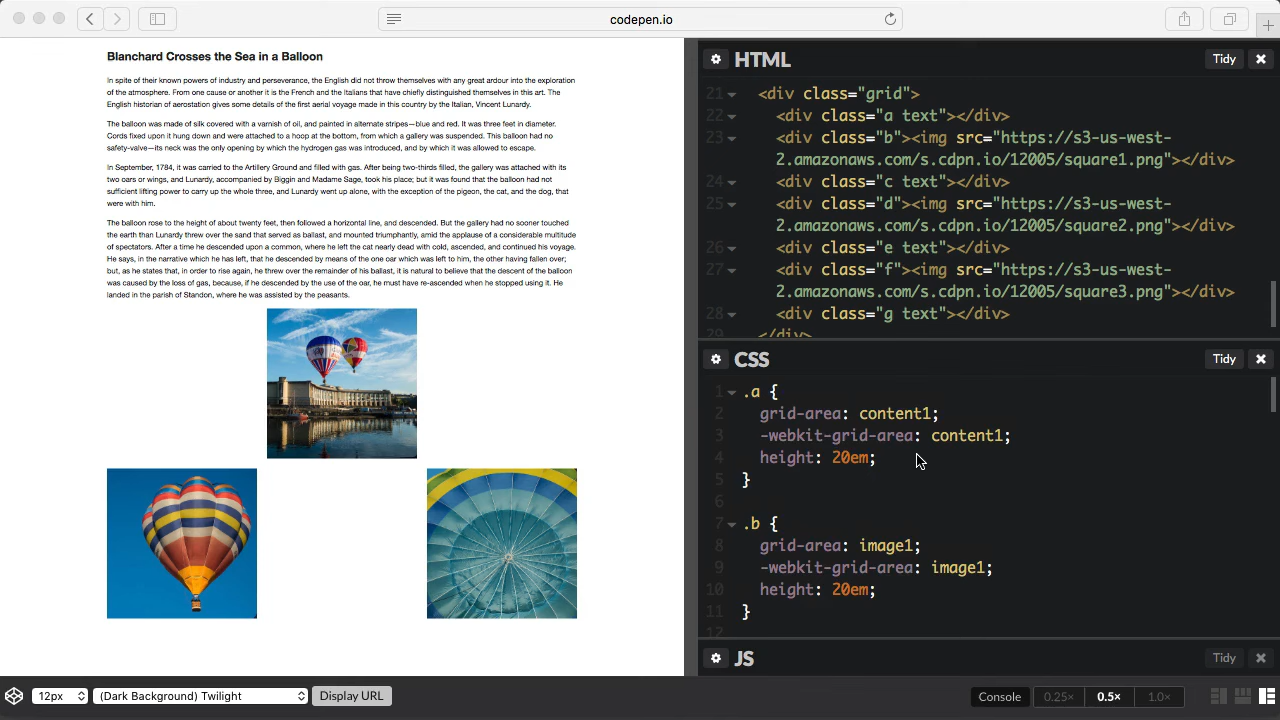 codepen.io
Blanchard Crosses the Sea in a Balloon
In spite of their known powers of industry and perseverance, the English did not throw themselves with any great ardour into the exploration
of the atmosphere. From one cause or another it is the French and the Italians that have chiefly distinguished themselves in this art. The
English historian of aerostation gives some details of the first aerial voyage made in this country by the Italian, Vincent Lunardy.
The balloon was made of silk covered with a varnish of oil, and painted in alternate stripes—blue and red. It was three feet in diameter.
Cords fixed upon it hung down and were attached to a hoop at the bottom, from which a gallery was suspended. This balloon had no
safety-valve—its neck was the only opening by which the hydrogen gas was introduced, and by which it was allowed to escape.
In September, 1784, it was carried to the Artillery Ground and filled with gas. After being two-thirds filled, the gallery was attached with its
two oars or wings, and Lunardy, accompanied by Biggin and Madame Sage, took his place; but it was found that the balloon had not
sufficient lifting power to carry up the whole three, and Lunardy went up alone, with the exception of the pigeon, the cat, and the dog, that
were with him.
The balloon rose to the height of about twenty feet, then followed a horizontal line, and descended. But the gallery had no sooner touched
the earth than Lunardy threw over the sand that served as ballast, and mounted triumphantly, amid the applause of a considerable multitude
of spectators. After a time he descended upon a common, where he left the cat nearly dead with cold, ascended, and continued his voyage.
He says, in the narrative which he has left, that he descended by means of the one oar which was left to him, the other having fallen over;
but, as he states that, in order to rise again, he threw over the remainder of his ballast, it is natural to believe that the descent of the balloon
was caused by the loss of gas, because, if he descended by the use of the oar, he must have re-ascended when he stopped using it. He
landed in the parish of Standon, where he was assisted by the peasants.
HTML
Tidy
21 <div class="grid">
22 <div class="a text"></div>
23 <div class="b"><img src="https://s3-us-west-
2.amazonaws.com/s.cdpn.io/12005/square1.png"></div>
24 <div class="c text"></div>
25 <div class="d"><img src="https://s3-us-west-
2.amazonaws.com/s.cdpn.io/12005/square2.png"></div>
26 <div class="e text"></div>
27 <div class="f"><img src="https://s3-us-west-
2.amazonaws.com/s.cdpn.io/12005/square3.png"></div>
28 <div class="g text"></div>
29 </div>
CSS
Tidy
1 .a {
2 grid-area: content1;
3 -webkit-grid-area: content1;
4 height: 20em;
5 }
6
7 .b {
8 grid-area: image1;
9 -webkit-grid-area: image1;
10 height: 20em;
11 }
12
JS
Tidy
12px
(Dark Background) Twilight
Display URL
Console
0.25×
0.5×
1.0×